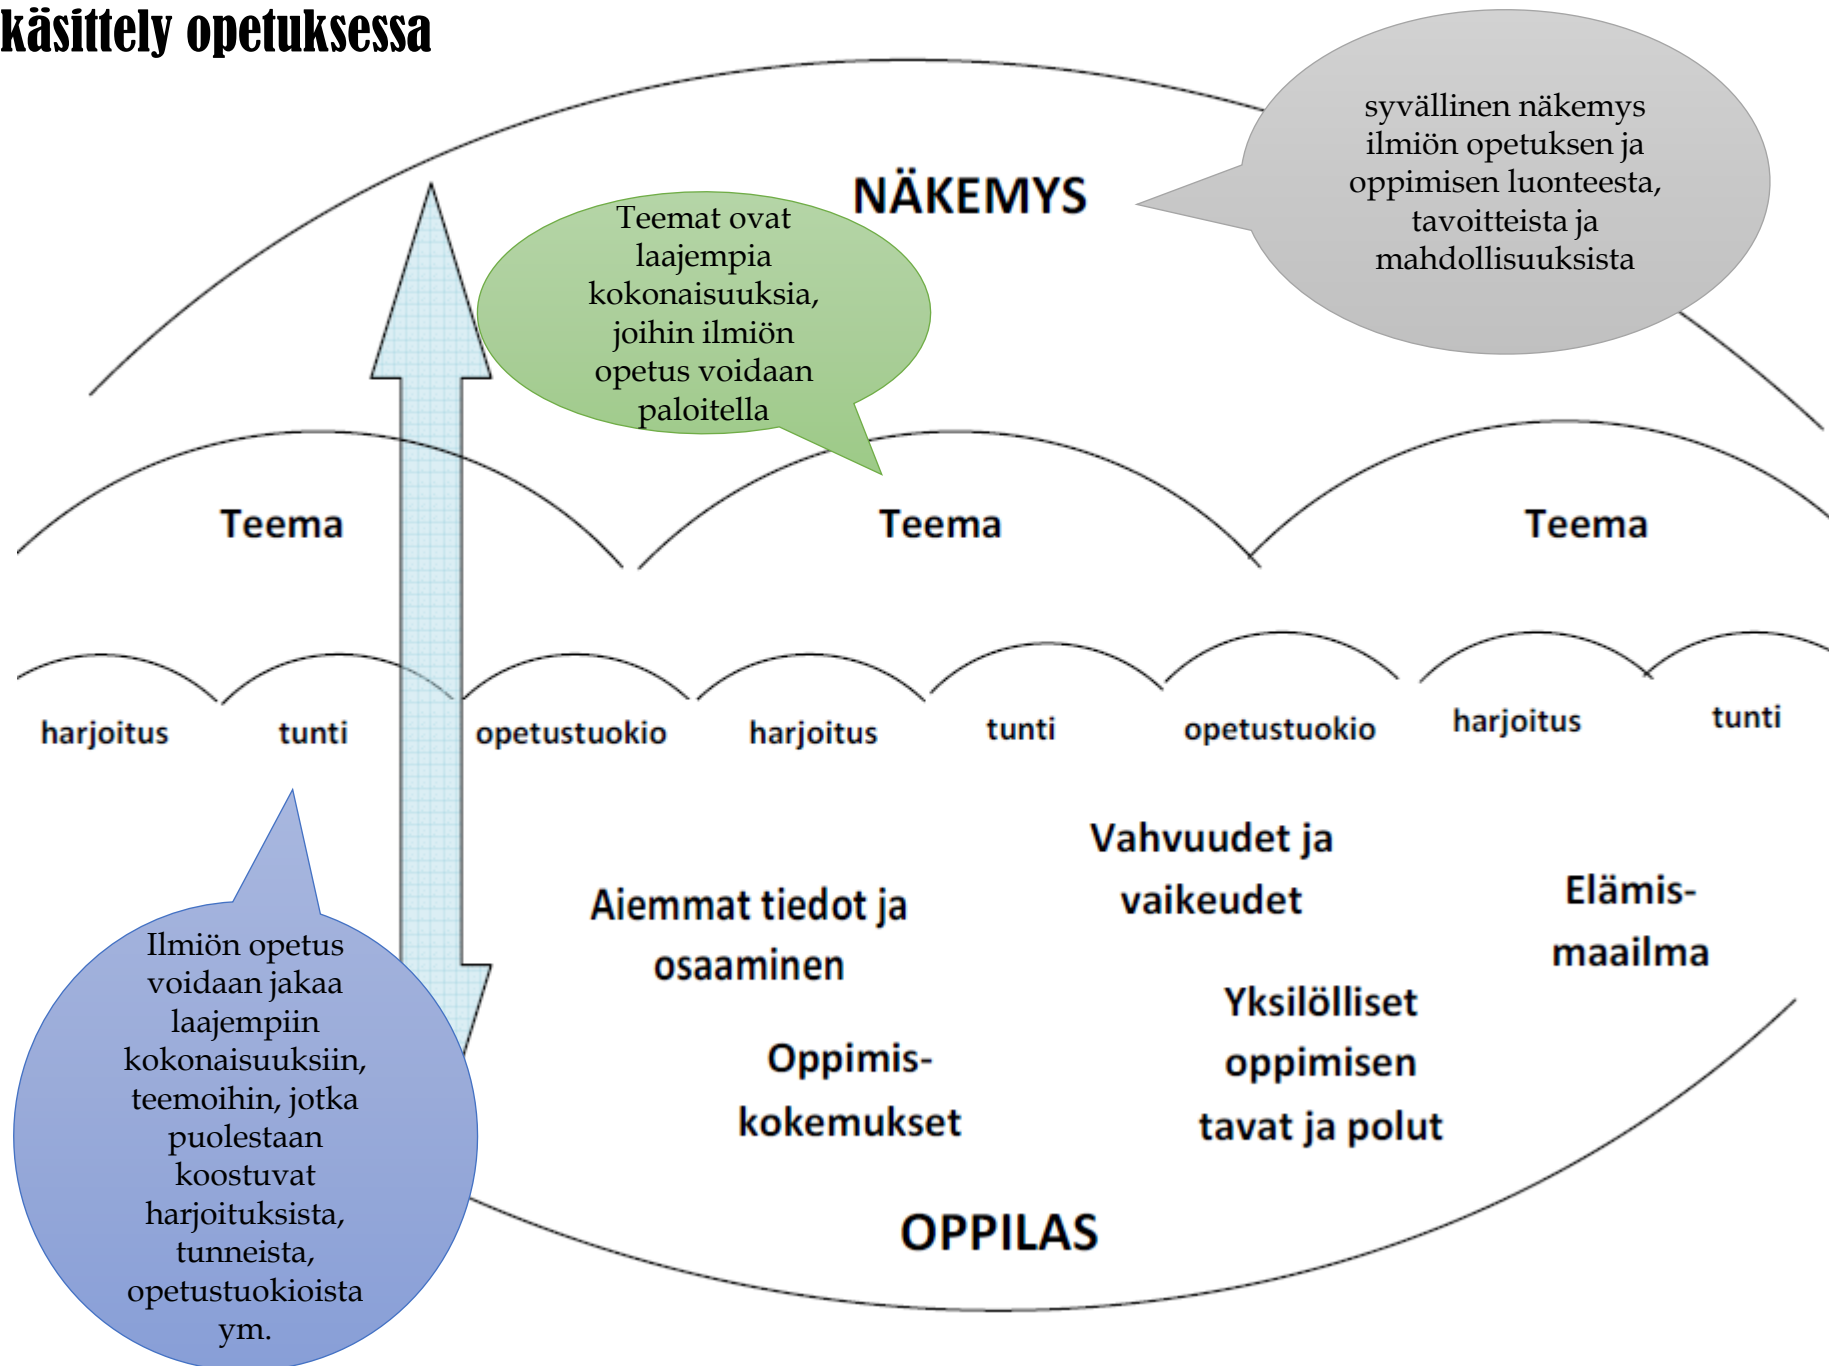 käsittely opetuksessa
syvällinen näkemys
ilmiön opetuksen ja
oppimisen luonteesta,
tavoitteista ja
mahdollisuuksista
NÄKEMYS
Teemat ovat
laajempia
kokonaisuuksia,
joihin ilmiön
opetus voidaan
paloitella
Teema
Teema
Teema
harjoitus
tunti
opetustuokio
harjoitus
tunti
opetustuokio
harjoitus
tunti
Ilmiön opetus
voidaan jakaa
laajempiin
kokonaisuuksiin,
teemoihin, jotka
puolestaan
koostuvat
harjoituksista,
tunneista,
opetustuokioista
ym.
Aiemmat tiedot ja
osaaminen
Vahvuudet ja
vaikeudet
Elämis-
maailma
Oppimis-
kokemukset
Yksilölliset
oppimisen
tavat ja polut
OPPILAS